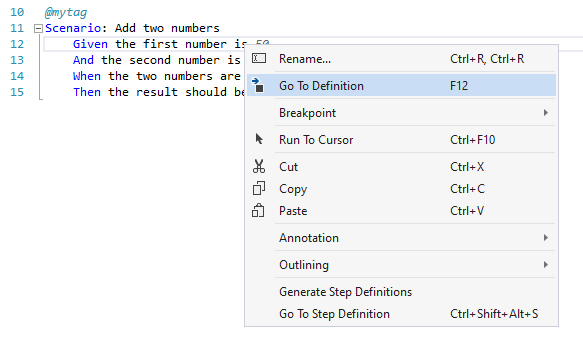 10 @mytag
11 Scenario: Add two numbers
12 Given the first number is 50
13 And the second number is
14 When the two numbers are
15 Then the result should be
Rename... Ctrl+R, Ctrl+R
Go To Definition F12
Breakpoint
Run To Cursor Ctrl+F10
Cut Ctrl+X
Copy Ctrl+C
Paste Ctrl+V
Annotation
Outlining
Generate Step Definitions
Go To Step Definition Ctrl+Shift+Alt+S